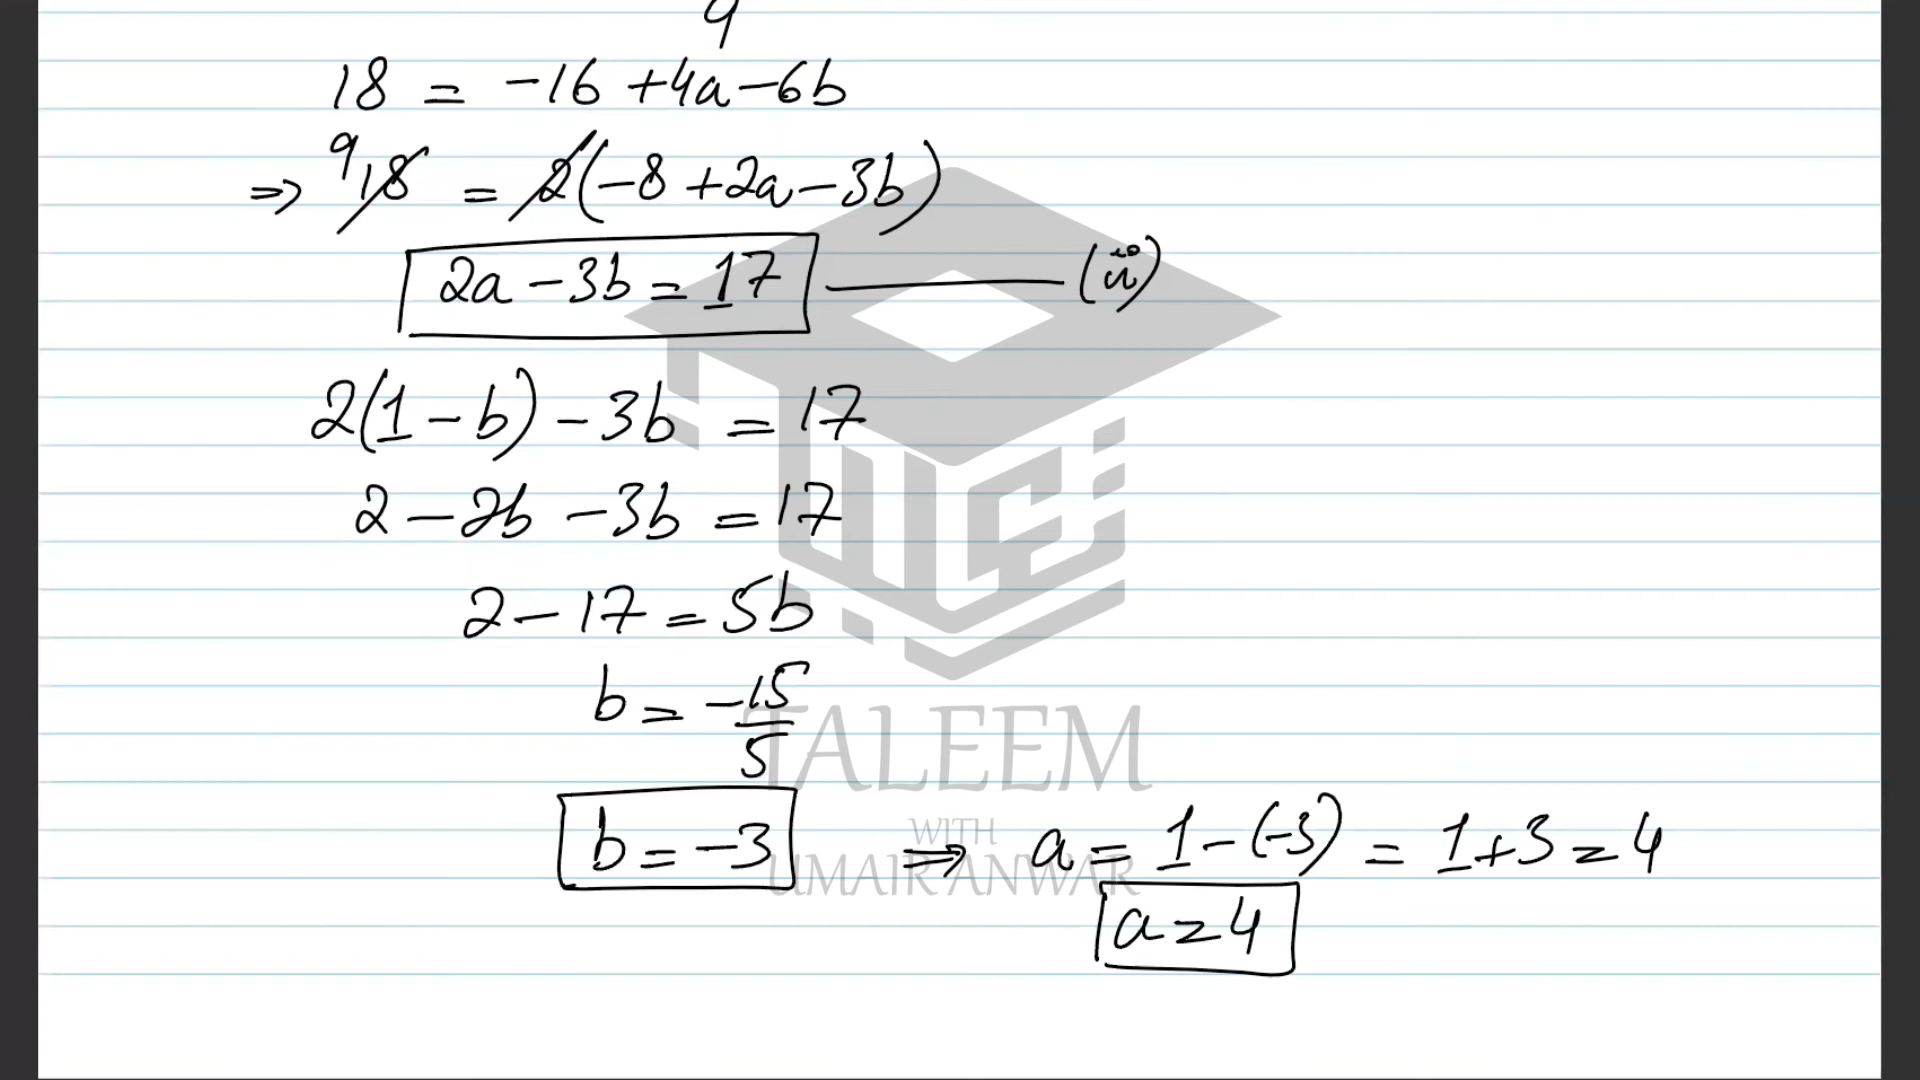 9
18 = -16 +4a-6b
⇒ 9 18 = 2(-8+2a-3b)
2a-3b=17 (ii)
2(1-b)-3b = 17
2-2b-3b = 17
2-17=5b
b = -15/5
b = -3 ⇒ a = 1-(-3) = 1+3 = 4
a = 4
TALEEM
WITH
UMAIR ANWAR